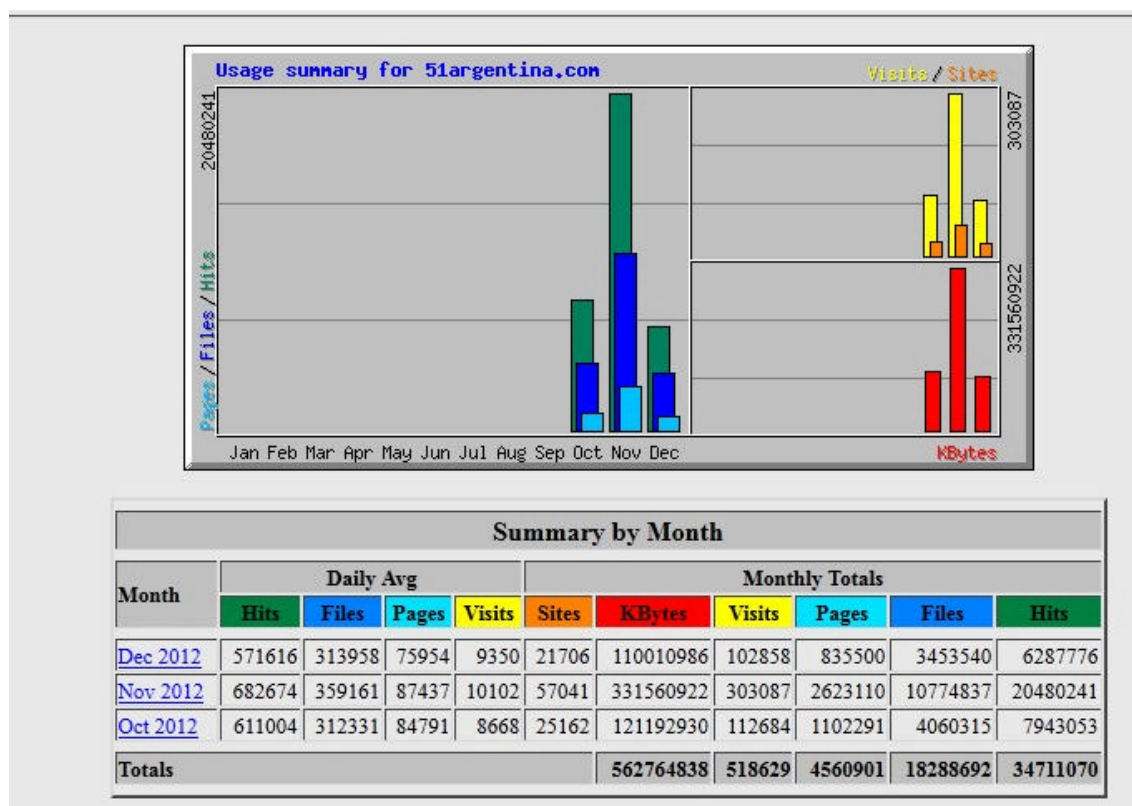 Usage summary for 51argentina.com
Visits / Sites
20480241
303087
Pages / Files / Hits
331560922
Jan Feb Mar Apr May Jun Jul Aug Sep Oct Nov Dec
KBytes
Summary by Month
Month Daily Avg Monthly Totals
Hits Files Pages Visits Sites KBytes Visits Pages Files Hits
Dec 2012 571616 313958 75954 9350 21706 110010986 102858 835500 3453540 6287776
Nov 2012 682674 359161 87437 10102 57041 331560922 303087 2623110 10774837 20480241
Oct 2012 611004 312331 84791 8668 25162 121192930 112684 1102291 4060315 7943053
Totals 562764838 518629 4560901 18288692 34711070